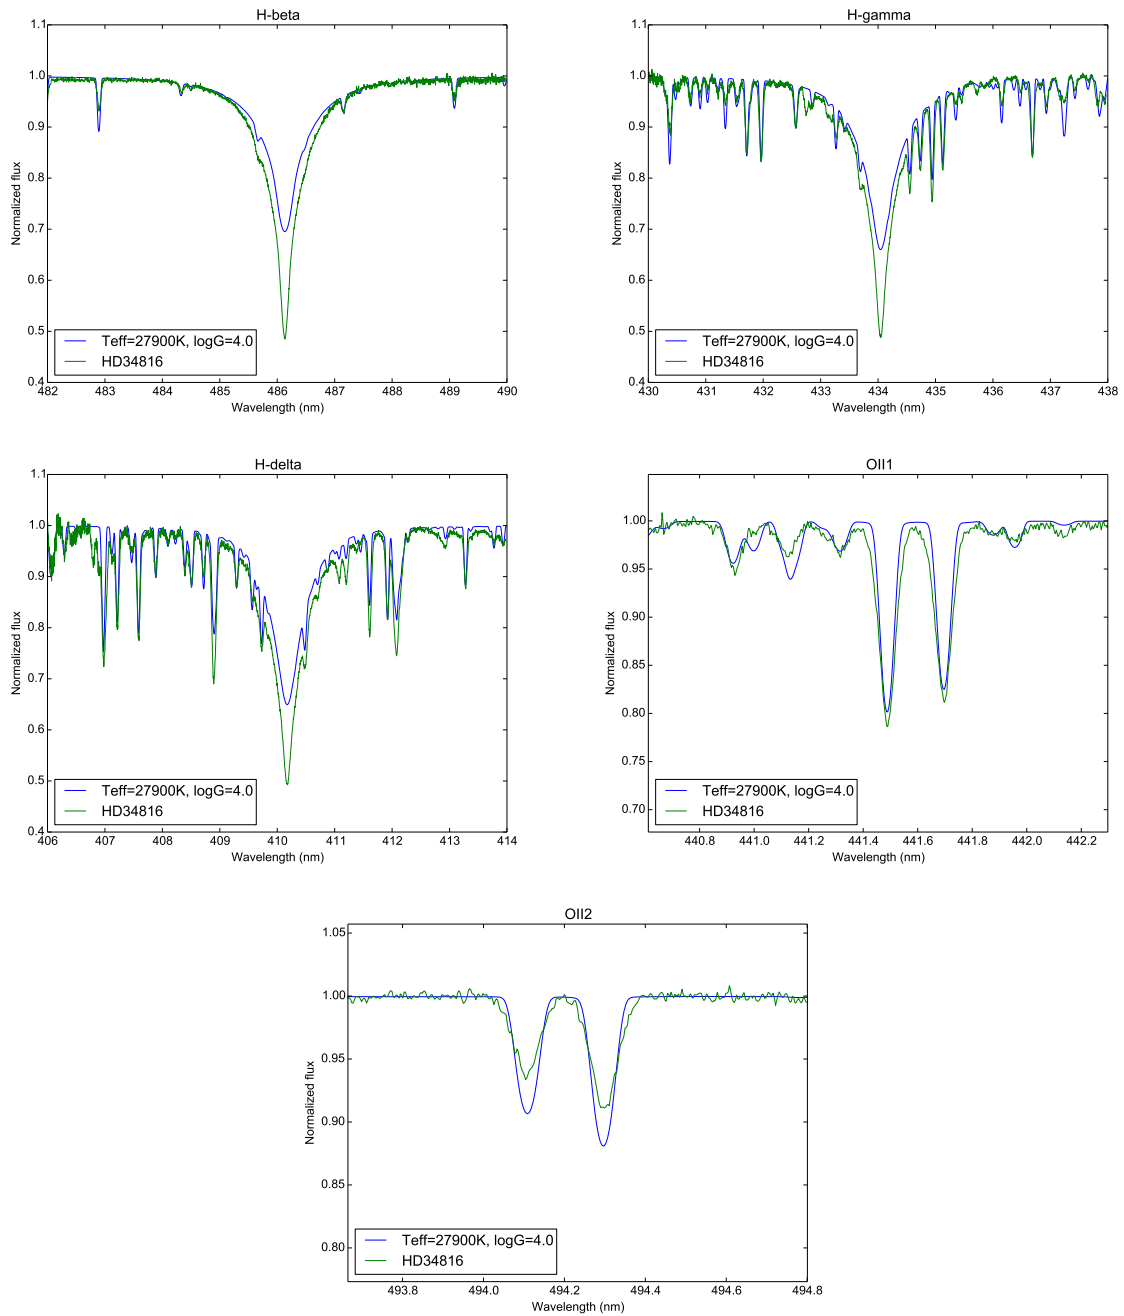 H-beta
1.1
1.0
0.9
0.8
0.7
0.6
0.5
0.4
Normalized flux
Teff=27900K, logG=4.0
HD34816
482 483 484 485 486 487 488 489 490
Wavelength (nm)
H-gamma
1.1
1.0
0.9
0.8
0.7
0.6
0.5
0.4
Normalized flux
Teff=27900K, logG=4.0
HD34816
430 431 432 433 434 435 436 437 438
Wavelength (nm)
H-delta
1.1
1.0
0.9
0.8
0.7
0.6
0.5
0.4
Normalized flux
Teff=27900K, logG=4.0
HD34816
406 407 408 409 410 411 412 413 414
Wavelength (nm)
OII1
1.00
0.95
0.90
0.85
0.80
0.75
0.70
Normalized flux
Teff=27900K, logG=4.0
HD34816
440.8 441.0 441.2 441.4 441.6 441.8 442.0 442.2
Wavelength (nm)
OII2
1.05
1.00
0.95
0.90
0.85
0.80
Normalized flux
Teff=27900K, logG=4.0
HD34816
493.8 494.0 494.2 494.4 494.6 494.8
Wavelength (nm)